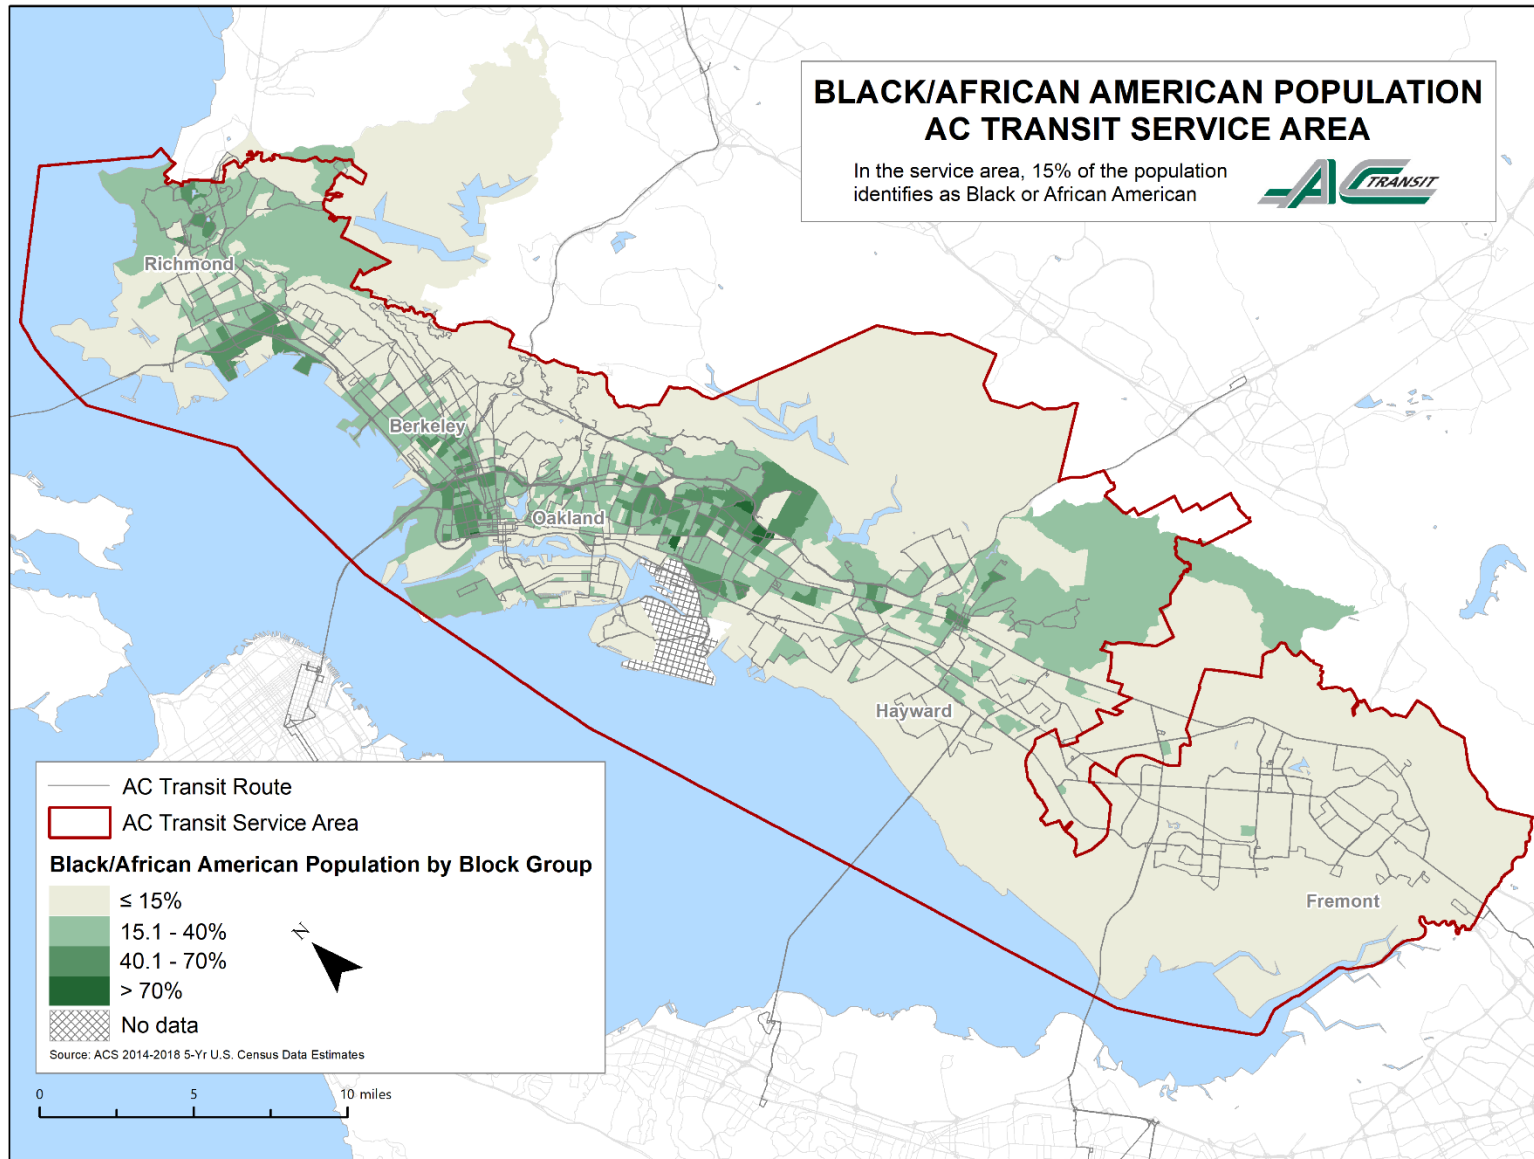 BLACK/AFRICAN AMERICAN POPULATION
AC TRANSIT SERVICE AREA
In the service area, 15% of the population
identifies as Black or African American
AC TRANSIT
Richmond
Berkeley
Oakland
Hayward
Fremont
AC Transit Route
AC Transit Service Area
Black/African American Population by Block Group
≤ 15%
15.1 - 40%
40.1 - 70%
> 70%
No data
N
Source: ACS 2014-2018 5-Yr U.S. Census Data Estimates
0 5 10 miles